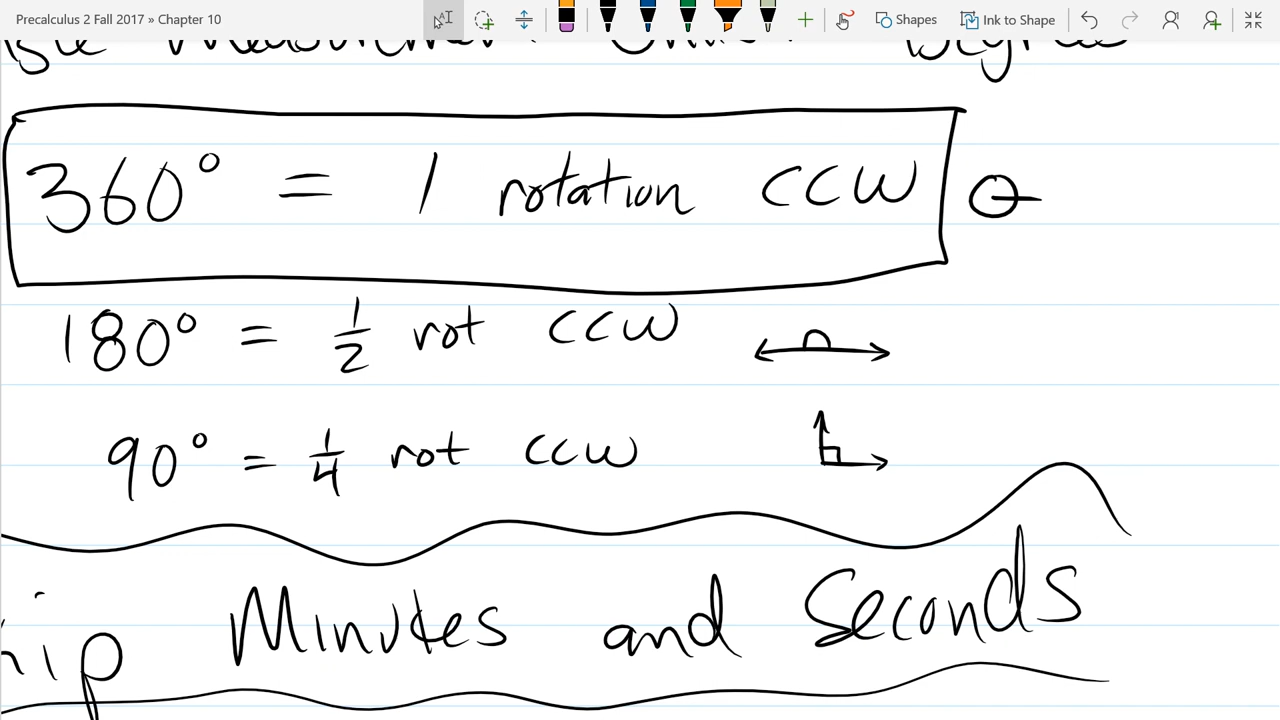 Precalculus 2 Fall 2017 » Chapter 10
Shapes
Ink to Shape
360° = 1 rotation CCW
180° = 1/2 rot CCW
90° = 1/4 rot CCW
Minutes and Seconds